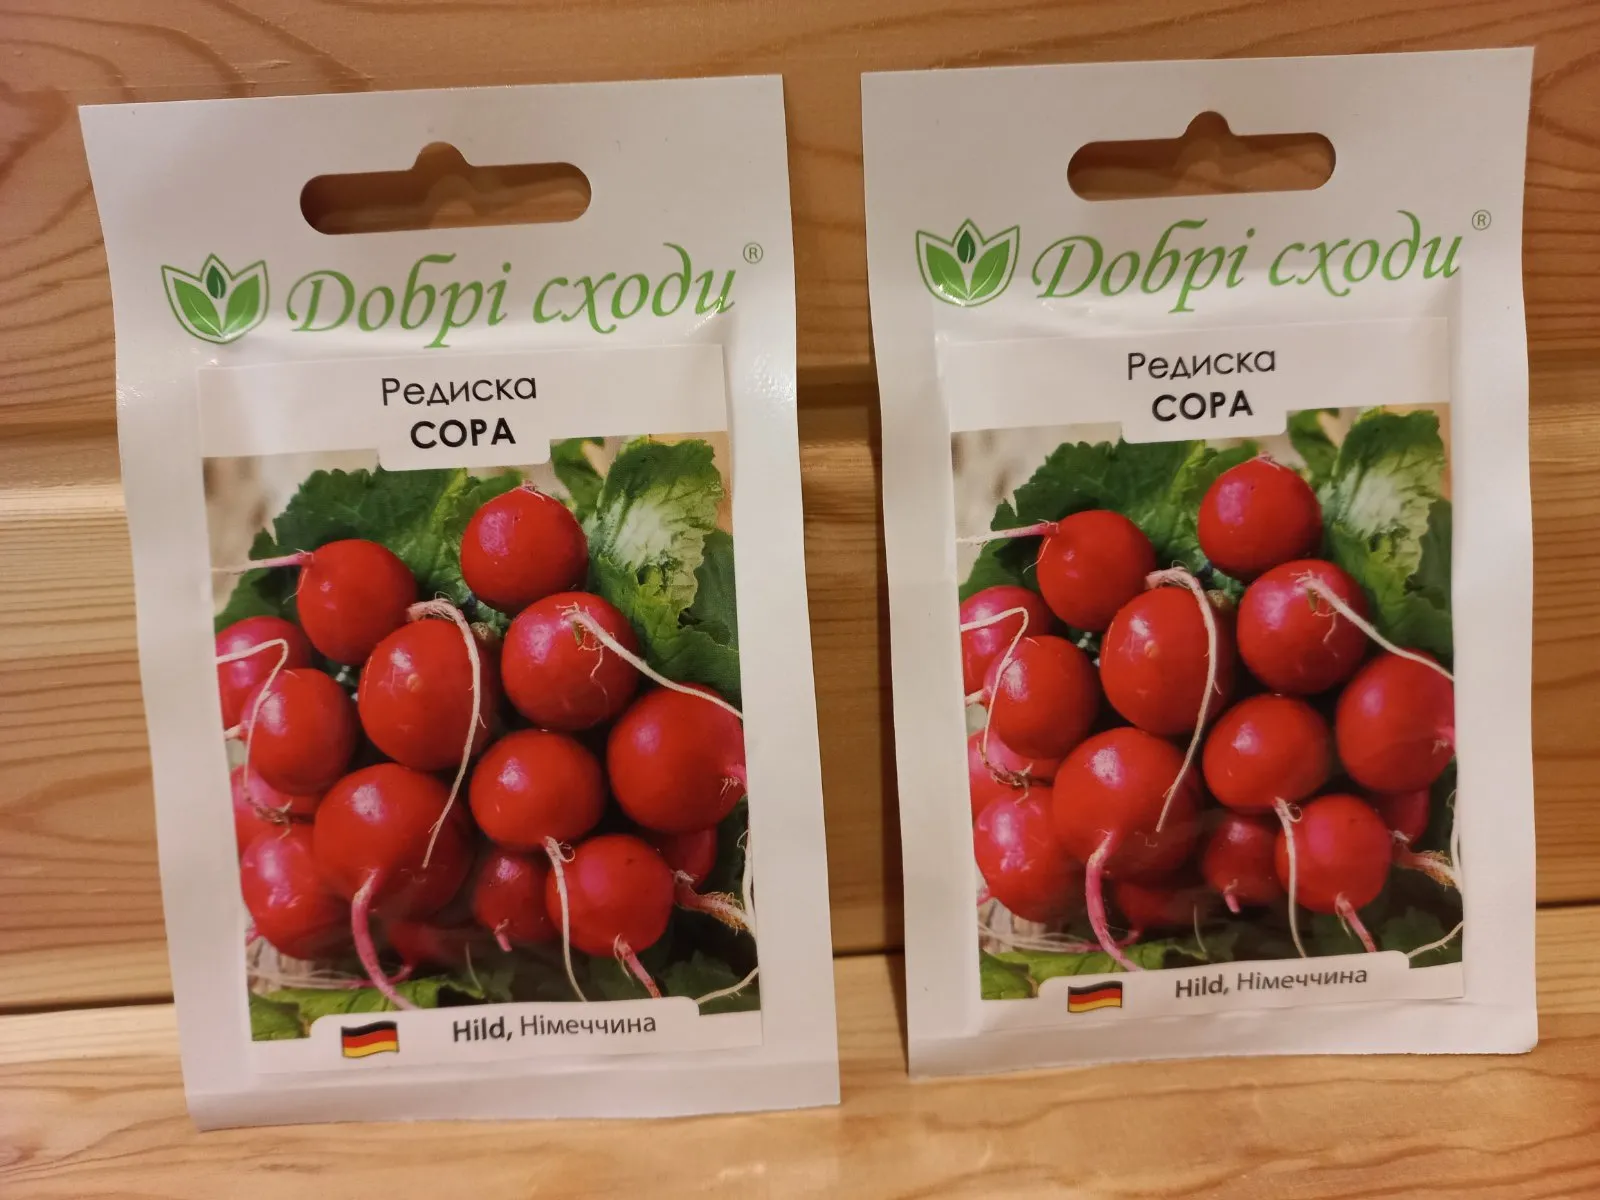 Добрі сходи®
Редиска
СОРА
Hild, Німеччина
Добрі сходи®
Редиска
СОРА
Hild, Німеччина